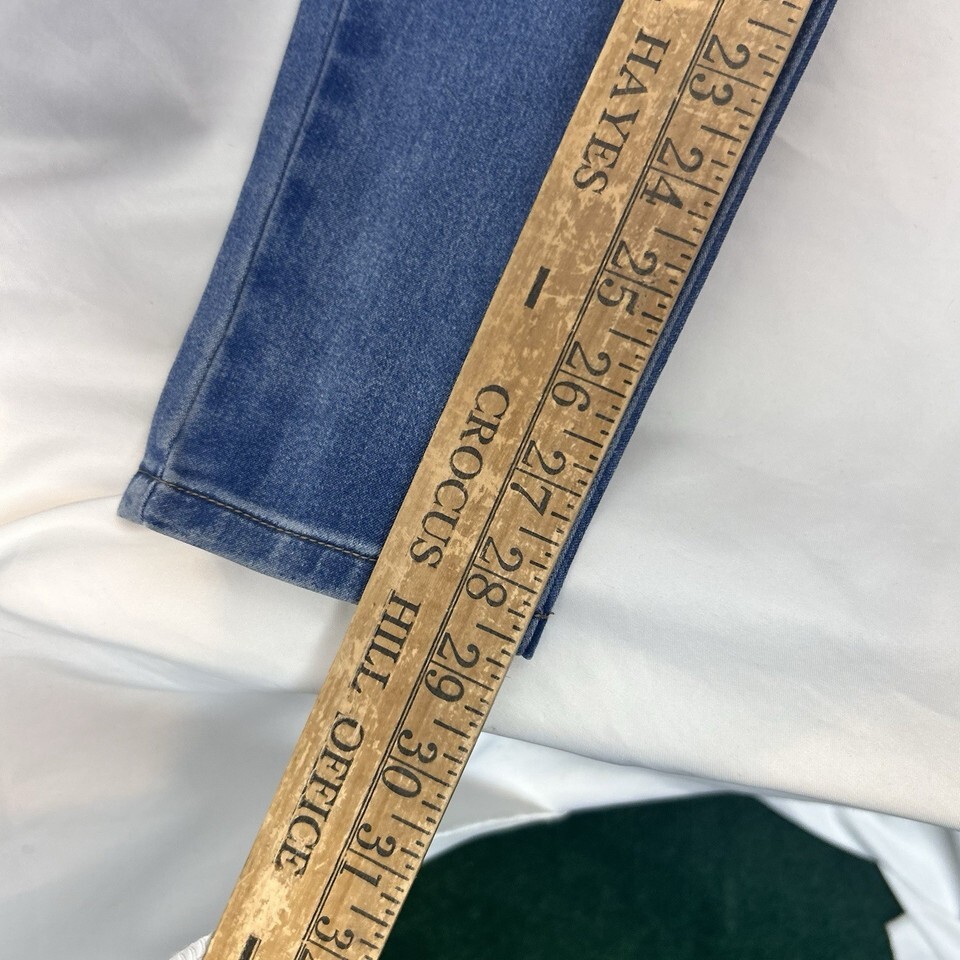 HAYES – CROCUS HILL OFFICE –
23 24 25 26 27 28 29 30 31